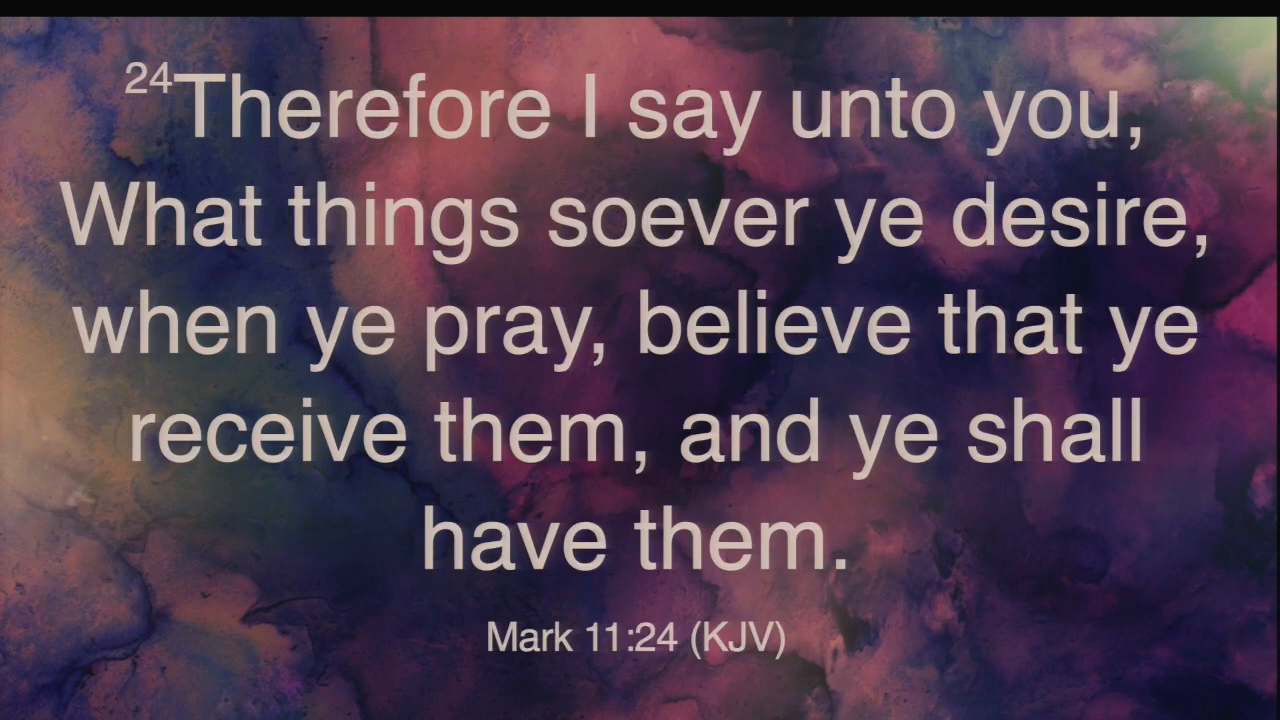 24Therefore I say unto you,
What things soever ye desire,
when ye pray, believe that ye
receive them, and ye shall
have them.
Mark 11:24 (KJV)